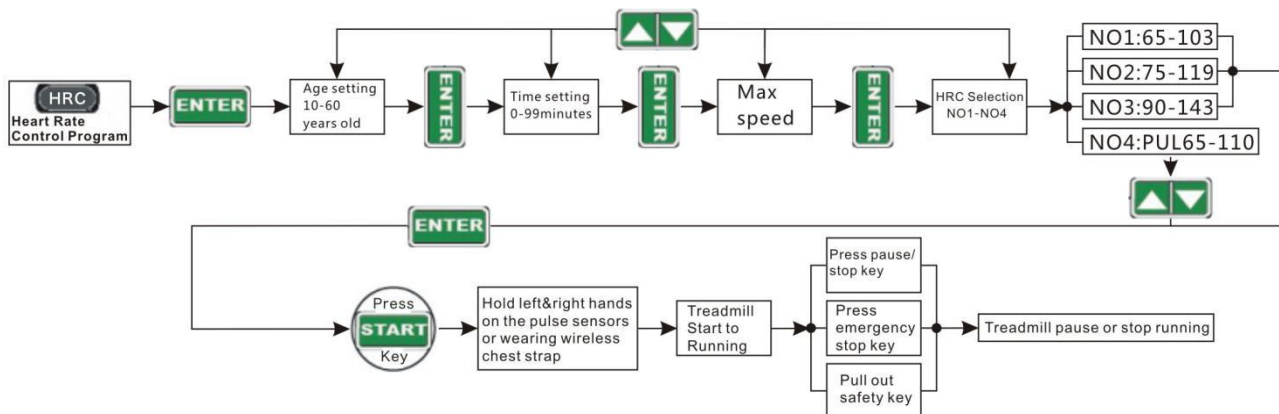 HRC
Heart Rate
Control Program
ENTER
Age setting
10-60
years old
ENTER
Time setting
0-99minutes
ENTER
Max
speed
ENTER
HRC Selection
NO1-NO4
NO1:65-103
NO2:75-119
NO3:90-143
NO4:PUL65-110
ENTER
Press
START
Key
Hold left&right hands
on the pulse sensors
or wearing wireless
chest strap
Treadmill
Start to
Running
Press pause/
stop key
Press
emergency
stop key
Pull out
safety key
Treadmill pause or stop running